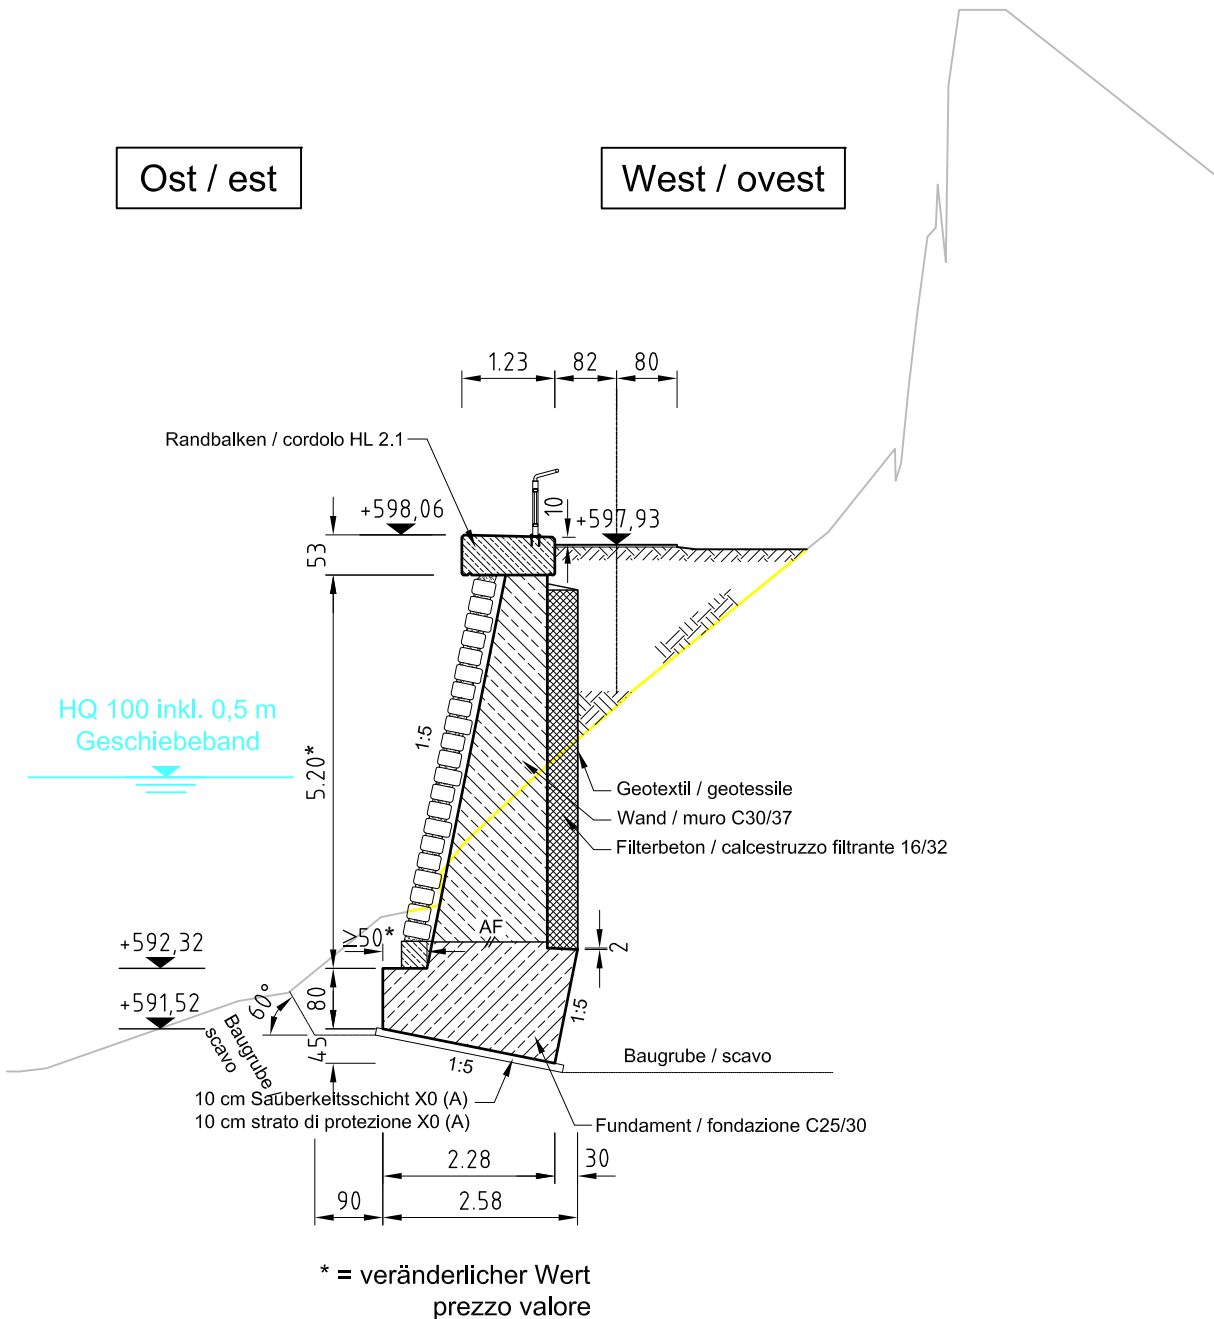 Ost / est
West / ovest
1.23
82
80
Randbalken / cordolo HL 2.1
+598,06
10
+597,93
53
HQ 100 inkl. 0,5 m
Geschiebeband
5.20*
1:5
Geotextil / geotessile
Wand / muro C30/37
Filterbeton / calcestruzzo filtrante 16/32
≥50*
AF
2
+592,32
+591,52
60°
80
45
1:5
1:5
Baugrube
scavo
Baugrube / scavo
10 cm Sauberkeitsschicht X0 (A)
10 cm strato di protezione X0 (A)
Fundament / fondazione C25/30
2.28
30
90
2.58
* = veränderlicher Wert
prezzo valore